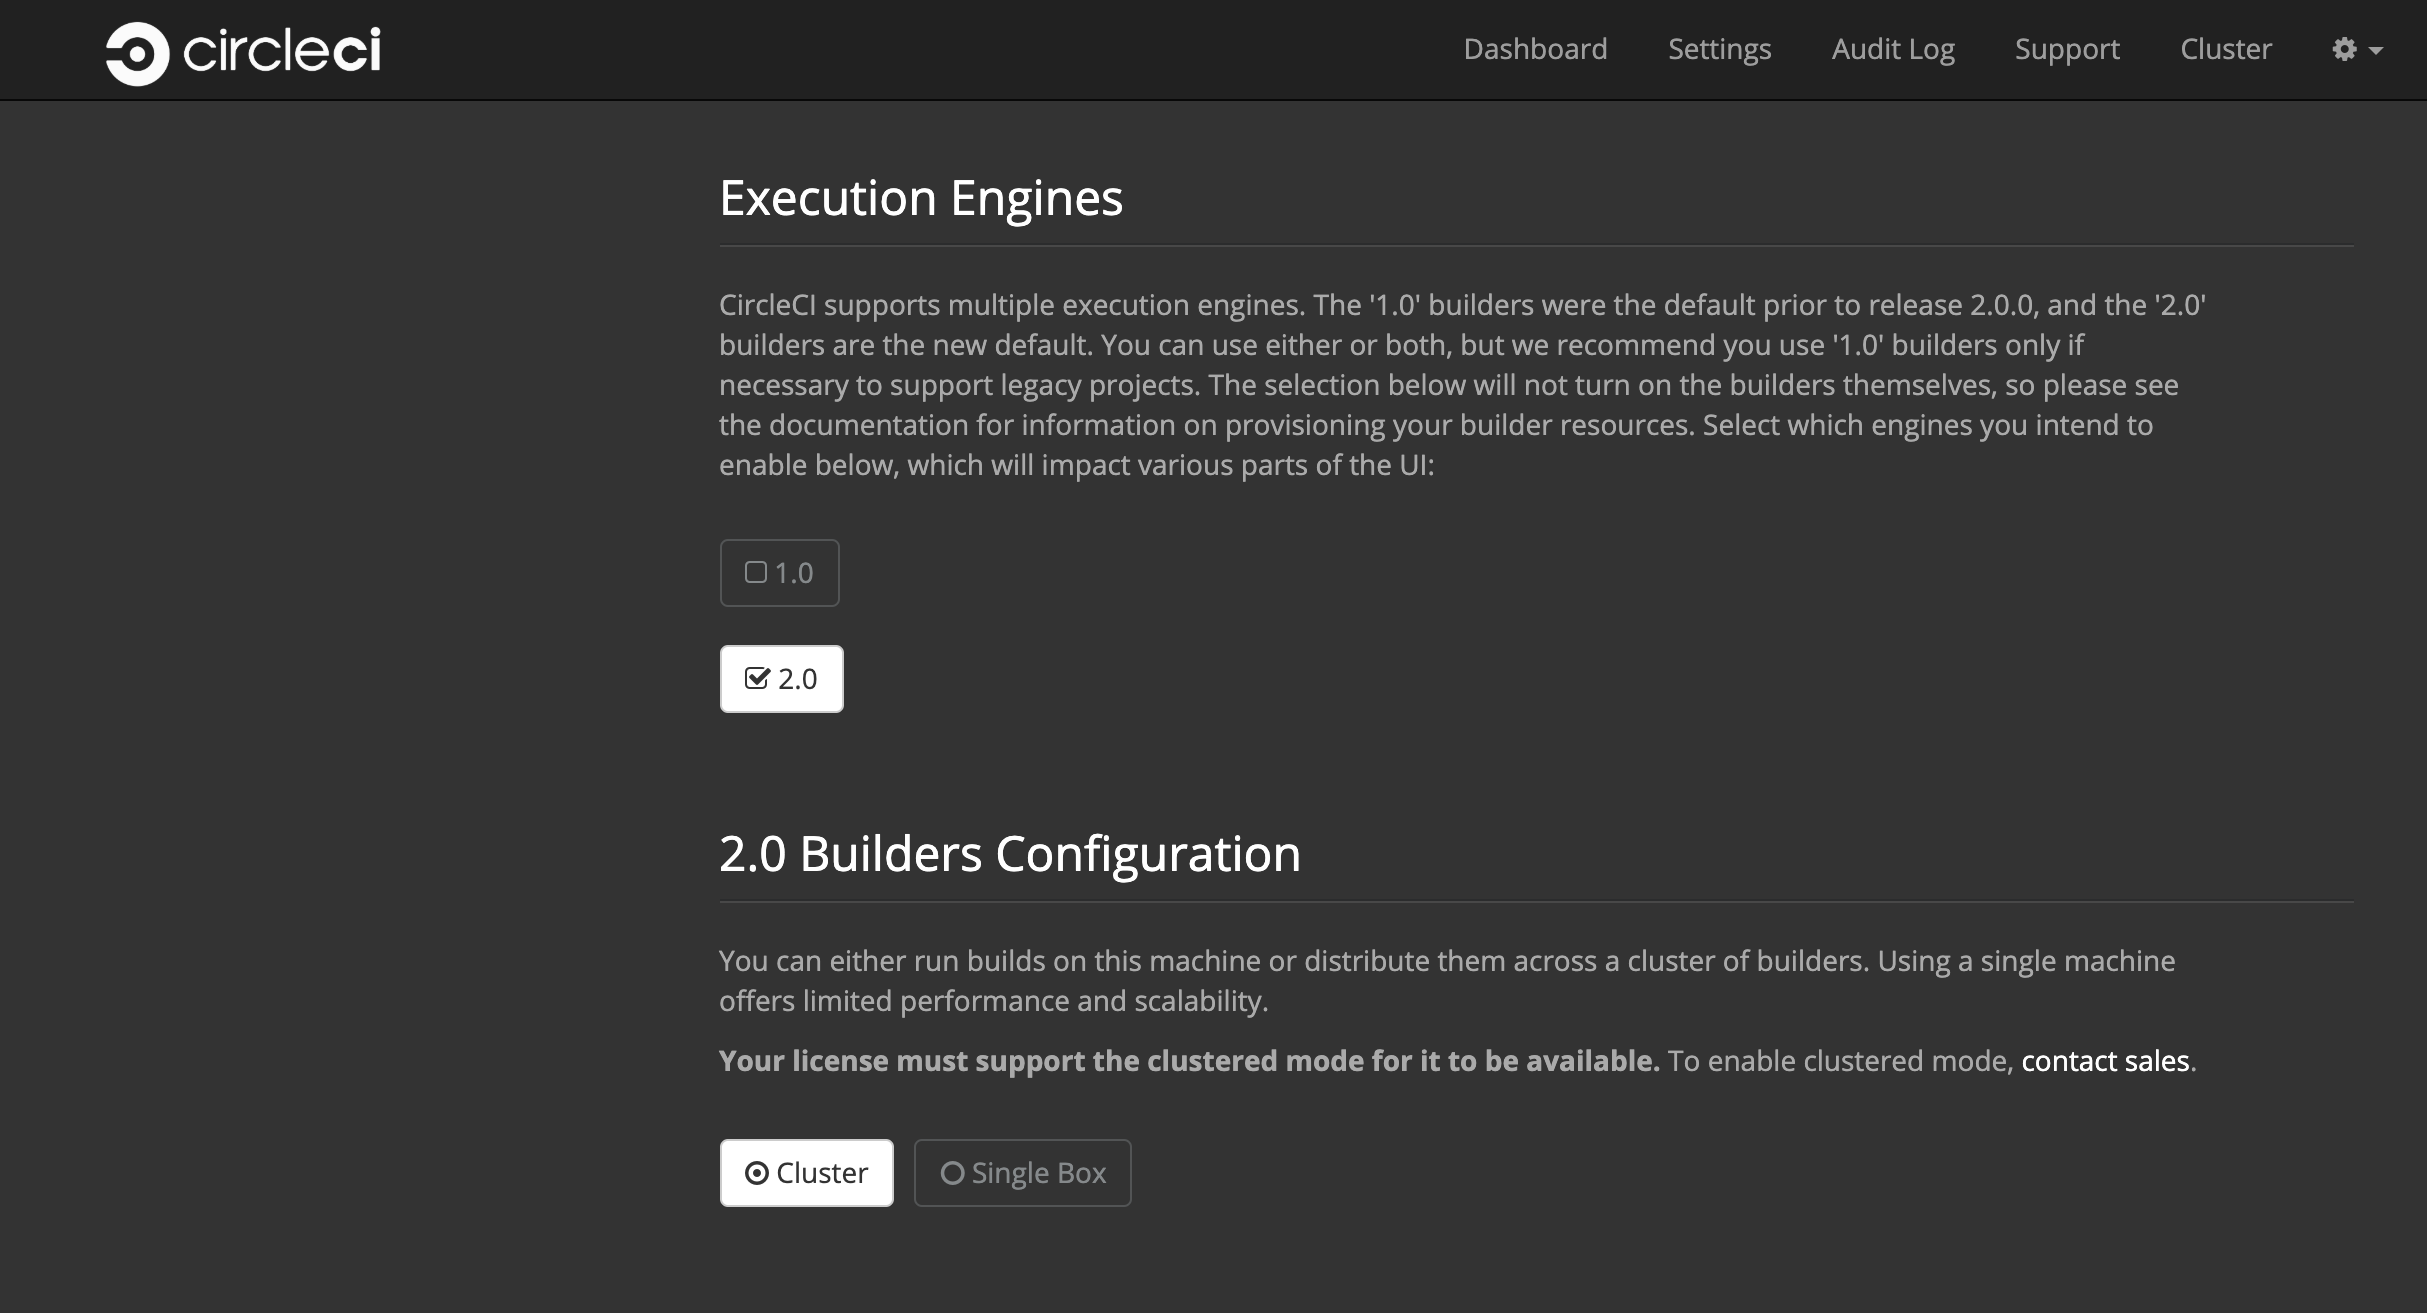 circleci
Dashboard Settings Audit Log Support Cluster
Execution Engines
CircleCI supports multiple execution engines. The '1.0' builders were the default prior to release 2.0.0, and the '2.0'
builders are the new default. You can use either or both, but we recommend you use '1.0' builders only if
necessary to support legacy projects. The selection below will not turn on the builders themselves, so please see
the documentation for information on provisioning your builder resources. Select which engines you intend to
enable below, which will impact various parts of the UI:
1.0
2.0
2.0 Builders Configuration
You can either run builds on this machine or distribute them across a cluster of builders. Using a single machine
offers limited performance and scalability.
Your license must support the clustered mode for it to be available. To enable clustered mode, contact sales.
Cluster Single Box